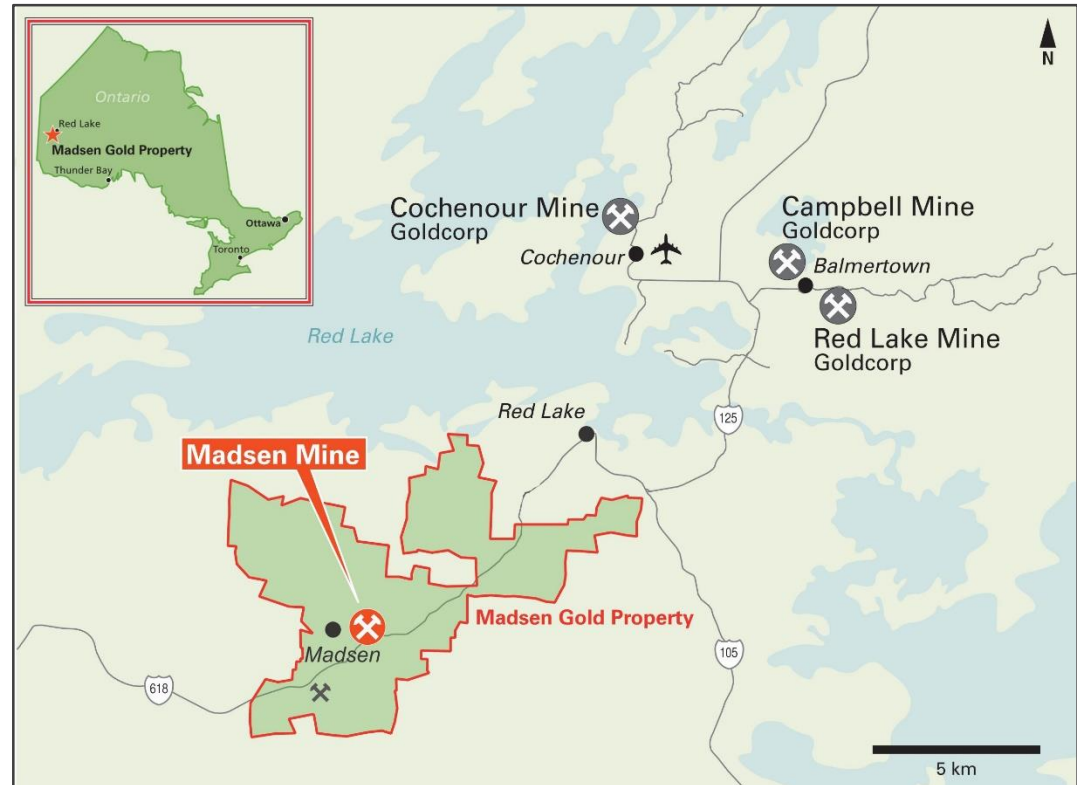 Ontario
Red Lake
Madsen Gold Property
Thunder Bay
Ottawa
Toronto
N
Cochenour Mine
Goldcorp
Cochenour
Campbell Mine
Goldcorp
Balmertown
Red Lake Mine
Goldcorp
Red Lake
Red Lake
125
Madsen Mine
Madsen Gold Property
Madsen
105
618
5 km